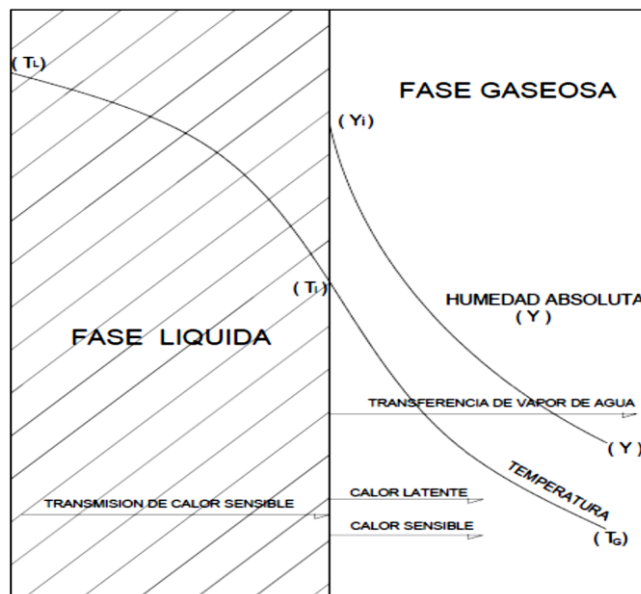 ( TL)
FASE GASEOSA
( Yi)
( Ti)
HUMEDAD ABSOLUTA
( Y )
FASE LIQUIDA
TRANSFERENCIA DE VAPOR DE AGUA
( Y )
TEMPERATURA
CALOR LATENTE
TRANSMISION DE CALOR SENSIBLE
CALOR SENSIBLE
(TG)